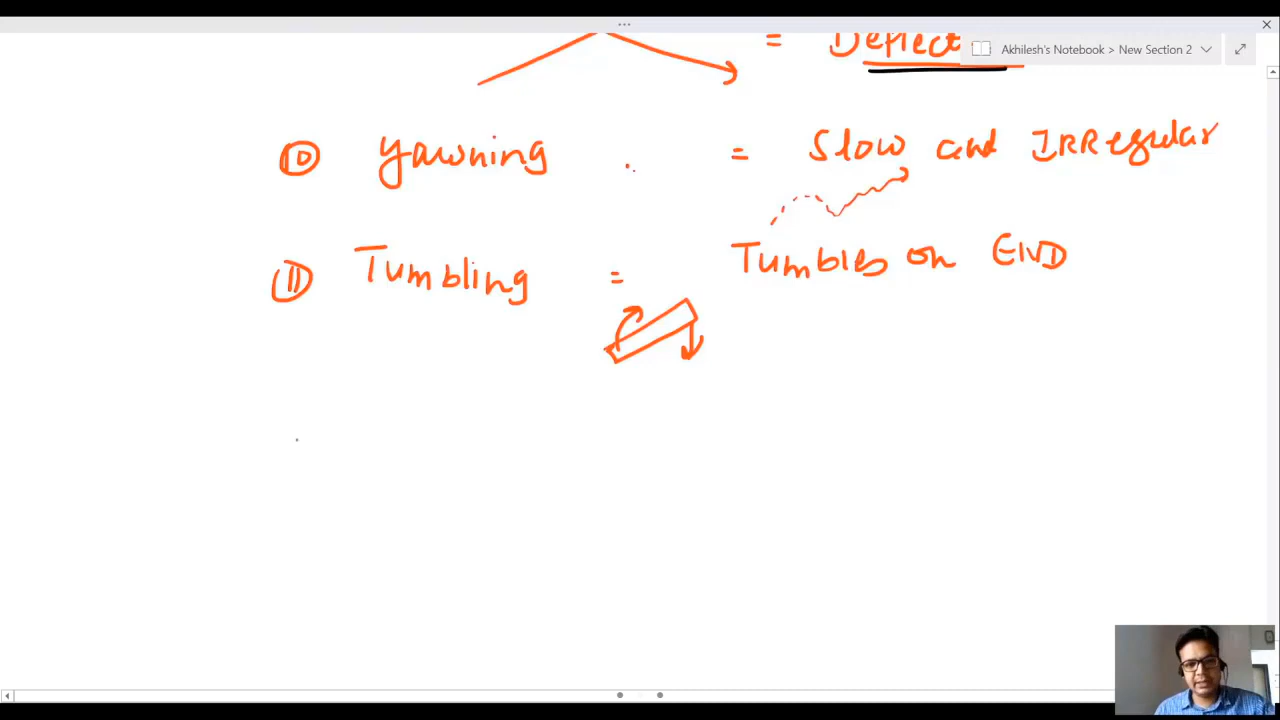 Akhilesh's Notebook > New Section 2
= Deflect
10 Yawning = Slow and IRRegular
11 Tumbling = Tumbles on END